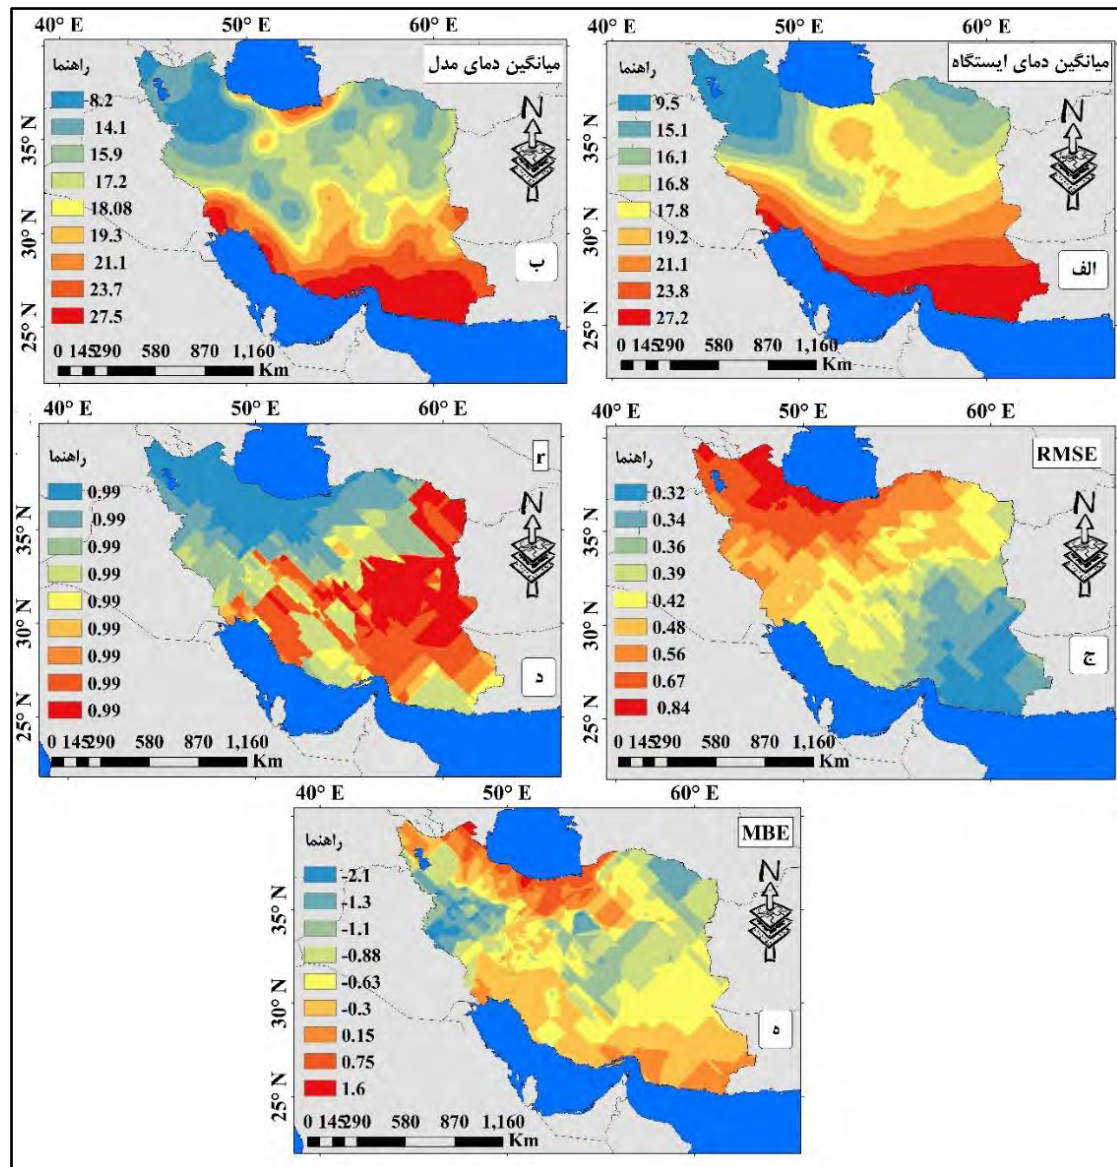 40° E 50° E 60° E
میانگین دمای ایستگاه
راهنما
9.5
15.1
16.1
16.8
17.8
19.2
21.1
23.8
27.2
N
الف
35° N
30° N
25° N
0 145290 580 870 1,160
Km
40° E 50° E 60° E
میانگین دمای مدل
راهنما
8.2
14.1
15.9
17.2
18.08
19.3
21.1
23.7
27.5
N
ب
35° N
30° N
25° N
0 145290 580 870 1,160
Km
40° E 50° E 60° E
RMSE
راهنما
0.32
0.34
0.36
0.39
0.42
0.48
0.56
0.67
0.84
N
ج
35° N
30° N
25° N
0 145290 580 870 1,160
Km
40° E 50° E 60° E
r
راهنما
0.99
0.99
0.99
0.99
0.99
0.99
0.99
0.99
0.99
N
د
35° N
30° N
25° N
0 145290 580 870 1,160
Km
40° E 50° E 60° E
MBE
راهنما
-2.1
-1.3
-1.1
-0.88
-0.63
-0.3
0.15
0.75
1.6
N
ه
35° N
30° N
25° N
0 145290 580 870 1,160
Km